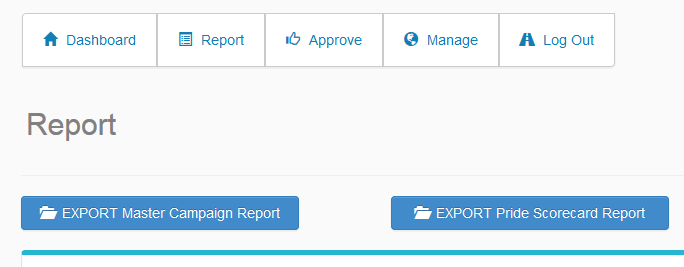 Dashboard Report Approve Manage Log Out
Report
EXPORT Master Campaign Report EXPORT Pride Scorecard Report